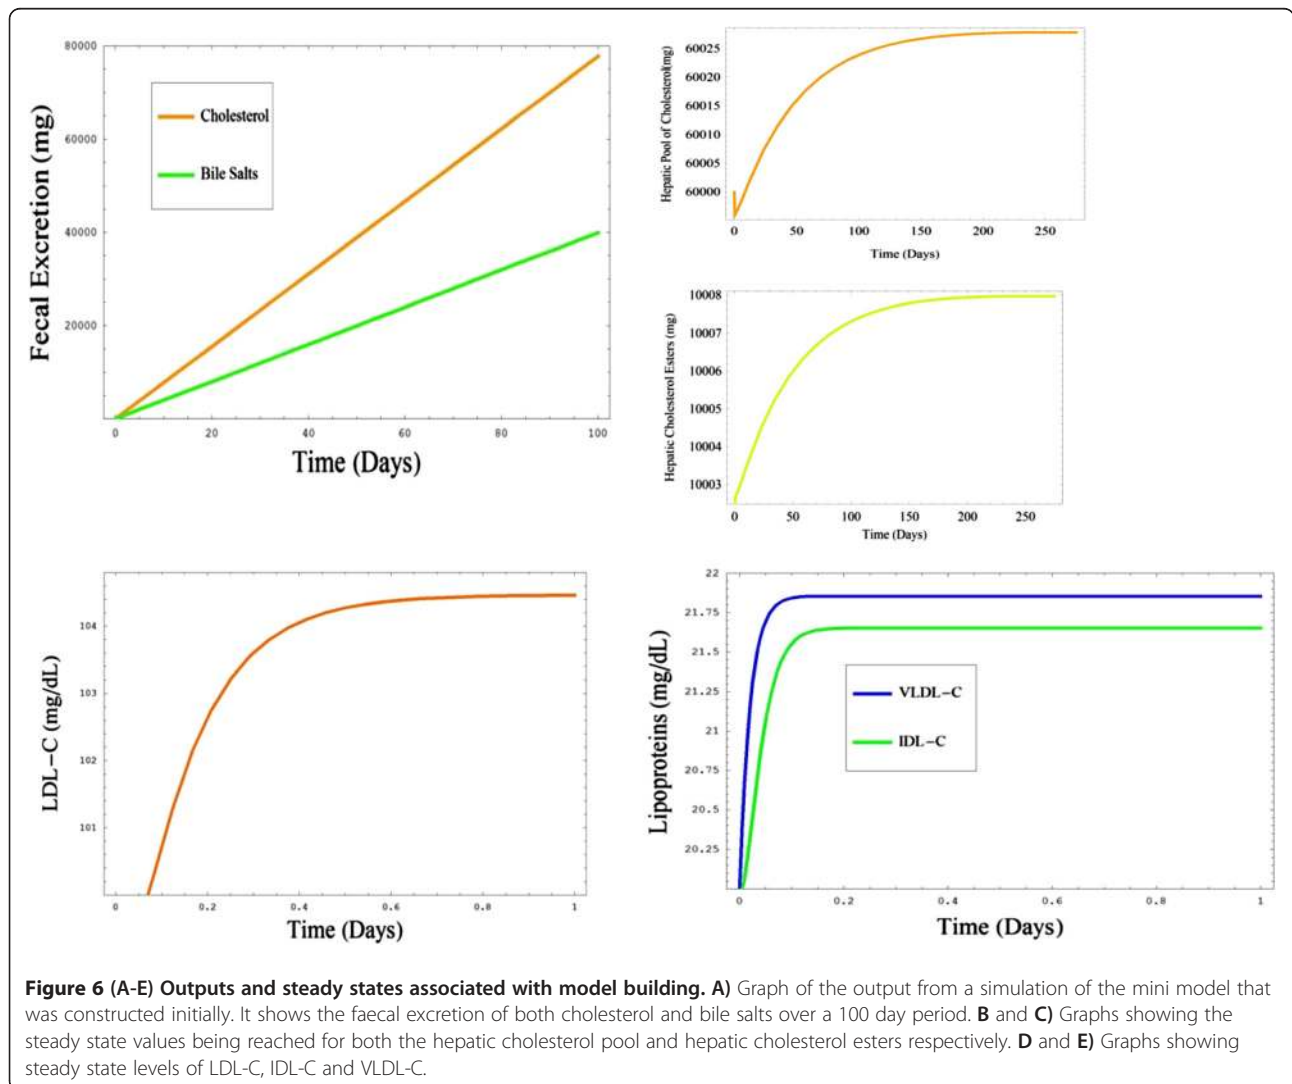 80000
60000
40000
20000
Fecal Excretion (mg)
Cholesterol
Bile Salts
0 20 40 60 80 100
Time (Days)
60025
60020
60015
60010
60005
60000
Hepatic Pool of Cholesterol(mg)
0 50 100 150 200 250
Time (Days)
10008
10007
10006
10005
10004
10003
Hepatic Cholesterol Esters (mg)
0 50 100 150 200 250
Time (Days)
104
103
102
101
LDL-C (mg/dL)
0 0.2 0.4 0.6 0.8 1
Time (Days)
22
21.75
21.5
21.25
21
20.75
20.5
20.25
Lipoproteins (mg/dL)
VLDL-C
IDL-C
0 0.2 0.4 0.6 0.8 1
Time (Days)
Figure 6 (A-E) Outputs and steady states associated with model building. A) Graph of the output from a simulation of the mini model that
was constructed initially. It shows the faecal excretion of both cholesterol and bile salts over a 100 day period. B and C) Graphs showing the
steady state values being reached for both the hepatic cholesterol pool and hepatic cholesterol esters respectively. D and E) Graphs showing
steady state levels of LDL-C, IDL-C and VLDL-C.